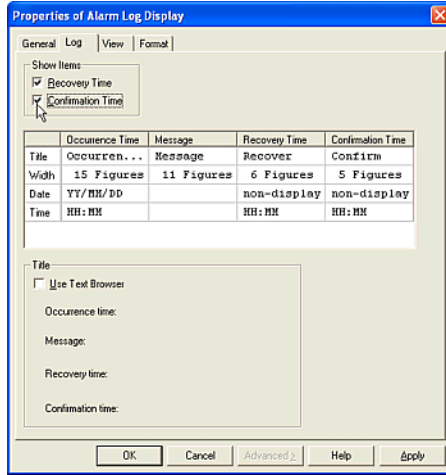 Properties of Alarm Log Display
General Log View Format
Show Items
Recovery Time
Confirmation Time
Occurrence Time Message Recovery Time Confirmation Time
Title Occurren... Message Recover Confirm
Width 15 Figures 11 Figures 6 Figures 5 Figures
Date YY/MM/DD non-display non-display
Time HH:MM HH:MM HH:MM
Title
Use Text Browser
Occurrence time:
Message:
Recovery time:
Confirmation time:
OK Cancel Advanced> Help Apply